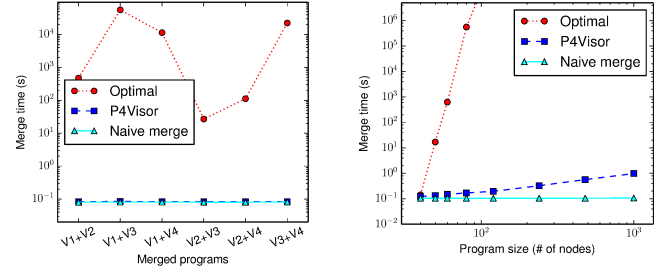 Merge time (s)
10^4
10^3
10^2
10^1
10^0
10^-1
Optimal
P4Visor
Naive merge
V1+V2
V1+V3
V1+V4
V2+V3
V2+V4
V3+V4
Merged programs
Merge time (s)
10^6
10^5
10^4
10^3
10^2
10^1
10^0
10^-1
10^-2
Optimal
P4Visor
Naive merge
10^2
10^3
Program size (# of nodes)